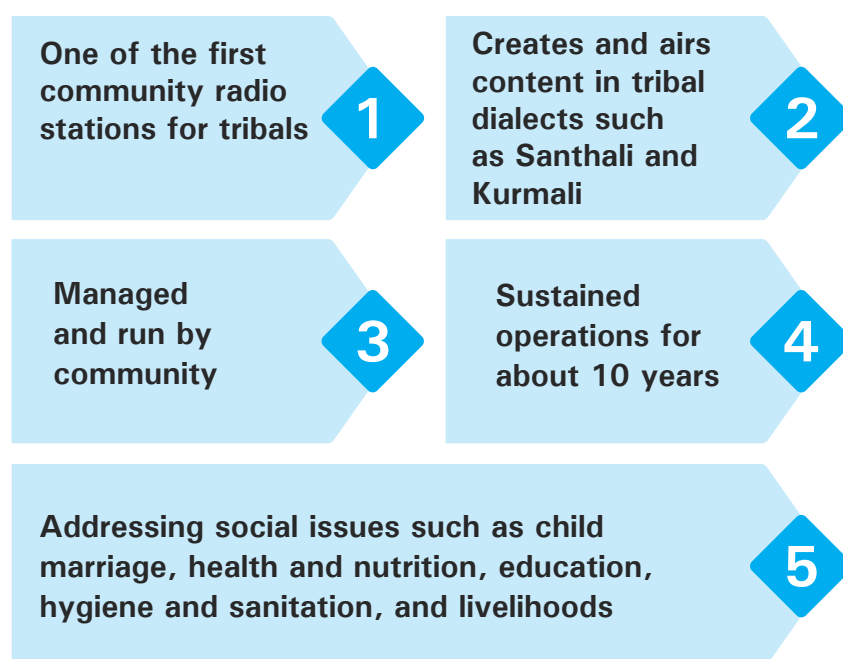 One of the first
community radio
stations for tribals
1
Creates and airs
content in tribal
dialects such
as Santhali and
Kurmali
2
Managed
and run by
community
3
Sustained
operations for
about 10 years
4
Addressing social issues such as child
marriage, health and nutrition, education,
hygiene and sanitation, and livelihoods
5